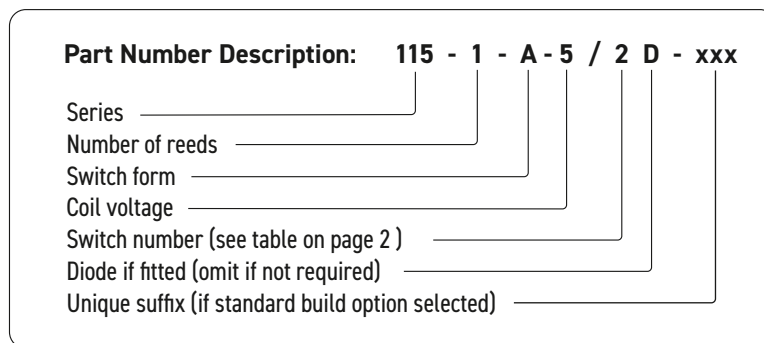 Part Number Description: 115 - 1 - A - 5 / 2 D - xxx
Series
Number of reeds
Switch form
Coil voltage
Switch number (see table on page 2 )
Diode if fitted (omit if not required)
Unique suffix (if standard build option selected)